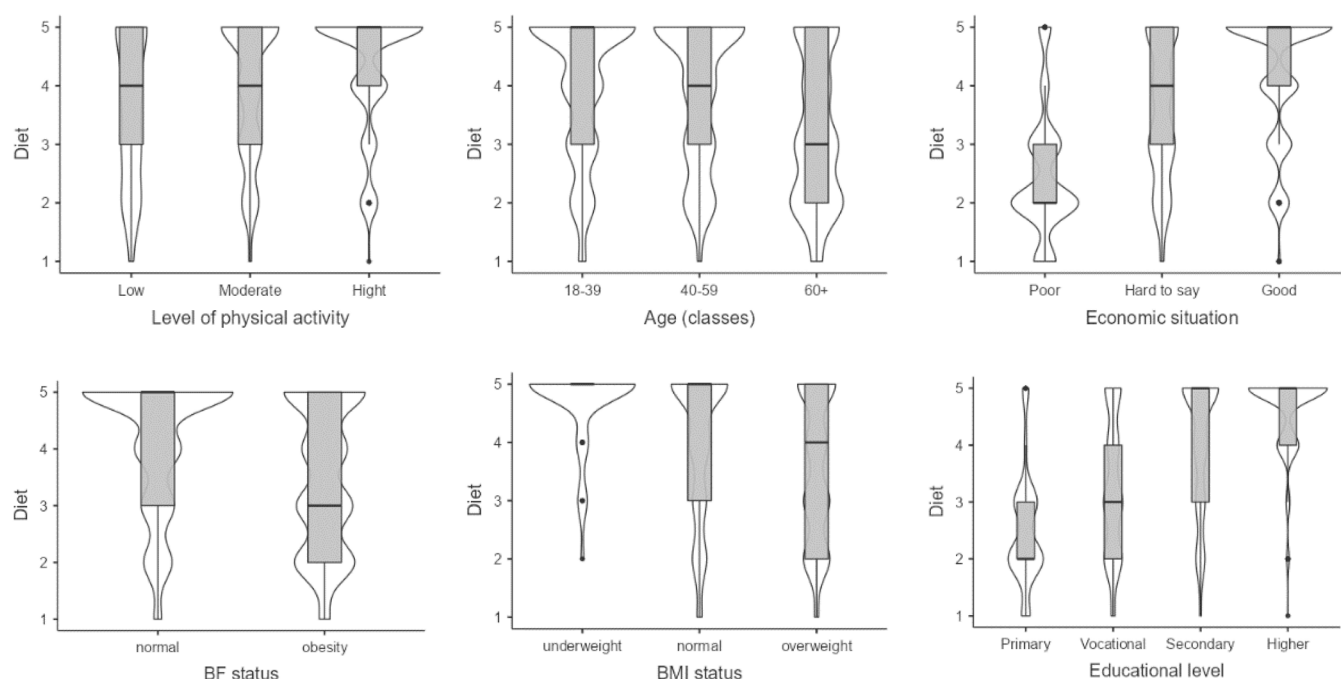 5
4
3
2
1
Diet
Low Moderate Hight
Level of physical activity
5
4
3
2
1
Diet
18-39 40-59 60+
Age (classes)
5
4
3
2
1
Diet
Poor Hard to say Good
Economic situation
5
4
3
2
1
Diet
normal obesity
BF status
5
4
3
2
1
Diet
underweight normal overweight
BMI status
5
4
3
2
1
Diet
Primary Vocational Secondary Higher
Educational level